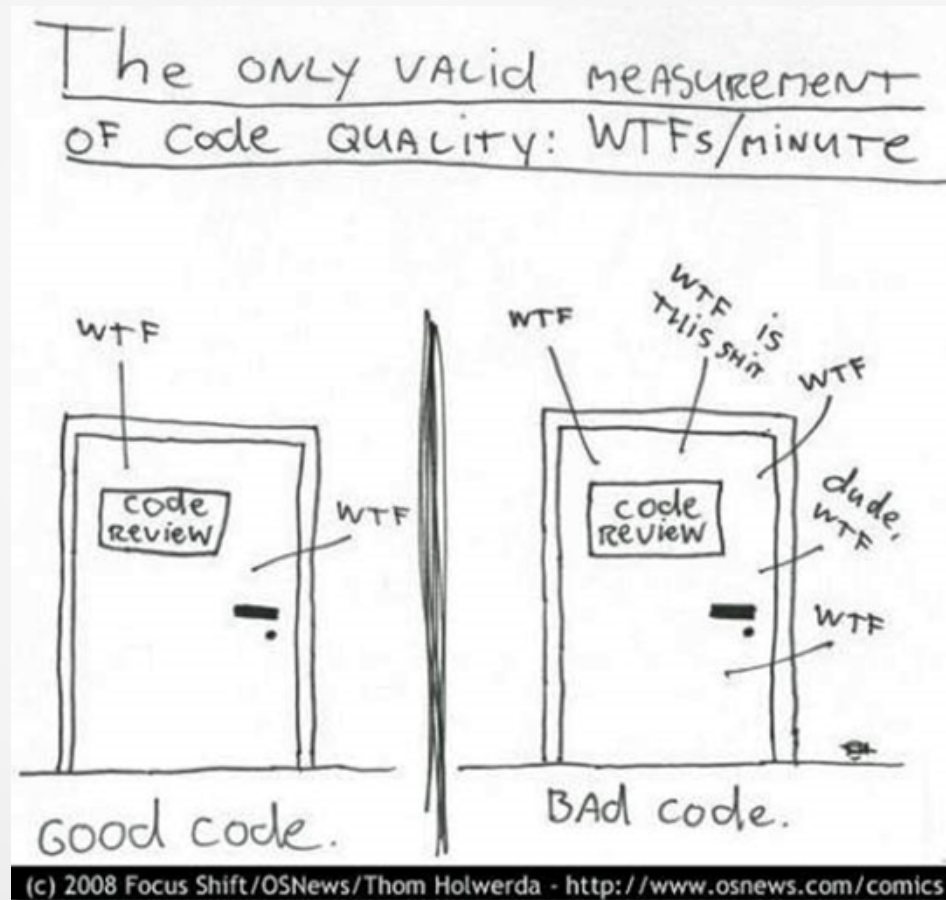 The ONLY VALid MEASUREMENT
OF Code QUALITY: WTFs/MINUTE
WTF
code
REVIEW
WTF
GOOD code.
WTF
WTF is
THiS SHiT
WTF
code
REVIEW
dude,
WTF
WTF
BAd code.
(c) 2008 Focus Shift/OSNews/Thom Holwerda - http://www.osnews.com/comics